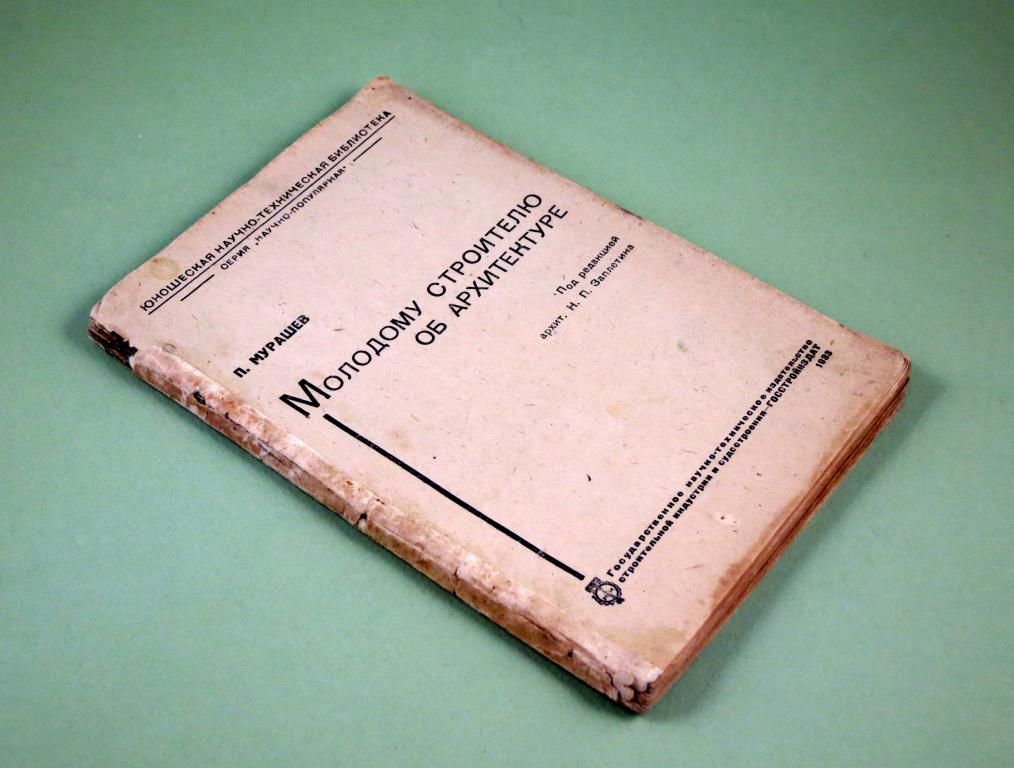 ЮНОШЕСКАЯ НАУЧНО-ТЕХНИЧЕСКАЯ БИБЛИОТЕКА
СЕРИЯ „НАУЧНО-ПОПУЛЯРНАЯ“
П. МУРАШЕВ
МОЛОДОМУ СТРОИТЕЛЮ
ОБ АРХИТЕКТУРЕ
Под редакцией
архит. Н. П. Заплетина
Государственное научно-техническое издательство
строительной индустрии и судостроения—ГОССТРОЙИЗДАТ
1933